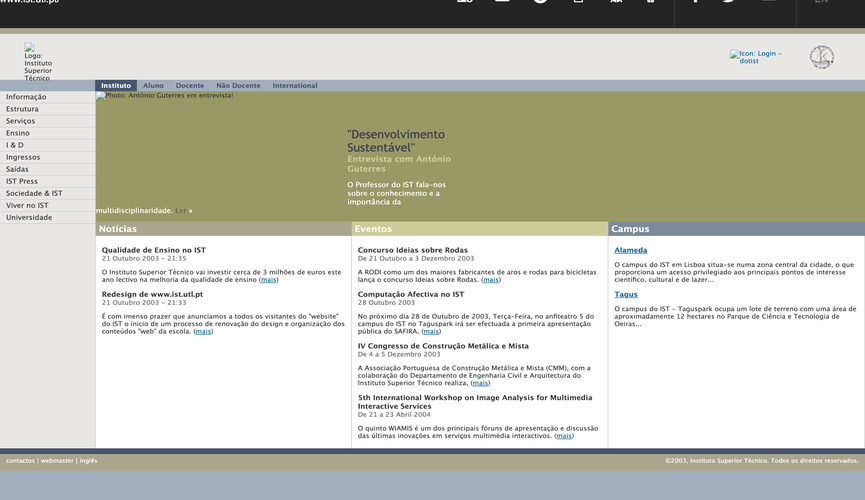 www.ist.utl.pt
EN
Logo:
Instituto
Superior
Técnico
Icon: Login -
dotist
Instituto Aluno Docente Não Docente International
Informação
Estrutura
Serviços
Ensino
I & D
Ingressos
Saídas
IST Press
Sociedade & IST
Viver no IST
Universidade
Photo: António Guterres em entrevista!
"Desenvolvimento
Sustentável"
Entrevista com António
Guterres
O Professor do IST fala-nos
sobre o conhecimento e a
importância da
multidisciplinaridade. Ler »
Notícias
Qualidade de Ensino no IST
21 Outubro 2003 - 21:35
O Instituto Superior Técnico vai investir cerca de 3 milhões de euros este
ano lectivo na melhoria da qualidade de ensino (mais)
Redesign de www.ist.utl.pt
21 Outubro 2003 - 21:33
É com imenso prazer que anunciamos a todos os visitantes do "website"
do IST o início de um processo de renovação do design e organização dos
conteúdos "web" da escola. (mais)
Eventos
Concurso Ideias sobre Rodas
De 21 Outubro a 3 Dezembro 2003
A RODI como um dos maiores fabricantes de aros e rodas para bicicletas
lança o concurso Ideias sobre Rodas. (mais)
Computação Afectiva no IST
28 Outubro 2003
No próximo dia 28 de Outubro de 2003, Terça-Feira, no anfiteatro 5 do
campus do IST no Taguspark irá ser efectuada a primeira apresentação
pública do SAFIRA. (mais)
IV Congresso de Construção Metálica e Mista
De 4 a 5 Dezembro 2003
A Associação Portuguesa de Construção Metálica e Mista (CMM), com a
colaboração do Departamento de Engenharia Civil e Arquitectura do
Instituto Superior Técnico realiza, (mais)
5th International Workshop on Image Analysis for Multimedia
Interactive Services
De 21 a 23 Abril 2004
O quinto WIAMIS é um dos principais fóruns de apresentação e discussão
das últimas inovações em serviços multimédia interactivos. (mais)
Campus
Alameda
O campus do IST em Lisboa situa-se numa zona central da cidade, o que
proporciona um acesso privilegiado aos principais pontos de interesse
científico, cultural e de lazer...
Tagus
O campus do IST - Taguspark ocupa um lote de terreno com uma área de
aproximadamente 12 hectares no Parque de Ciência e Tecnologia de
Oeiras...
contactos | webmaster | inglês
©2003, Instituto Superior Técnico. Todos os direitos reservados.